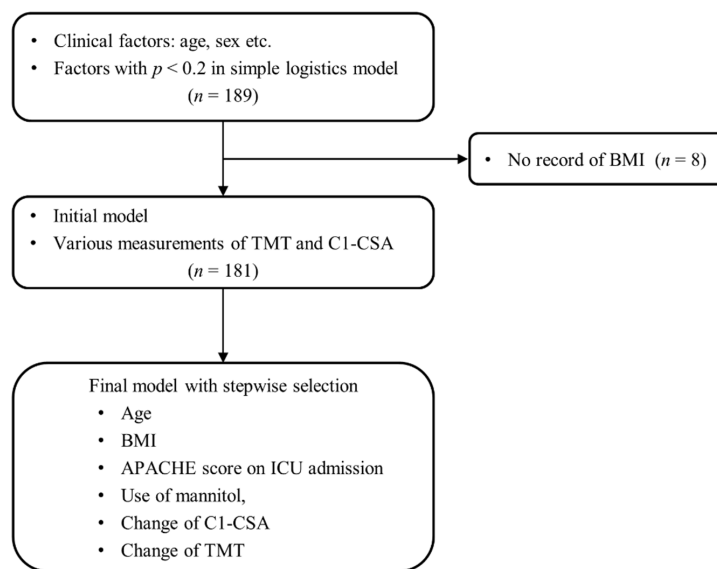 • Clinical factors: age, sex etc.
• Factors with p < 0.2 in simple logistics model
(n = 189)
• No record of BMI (n = 8)
• Initial model
• Various measurements of TMT and C1-CSA
(n = 181)
Final model with stepwise selection
• Age
• BMI
• APACHE score on ICU admission
• Use of mannitol,
• Change of C1-CSA
• Change of TMT